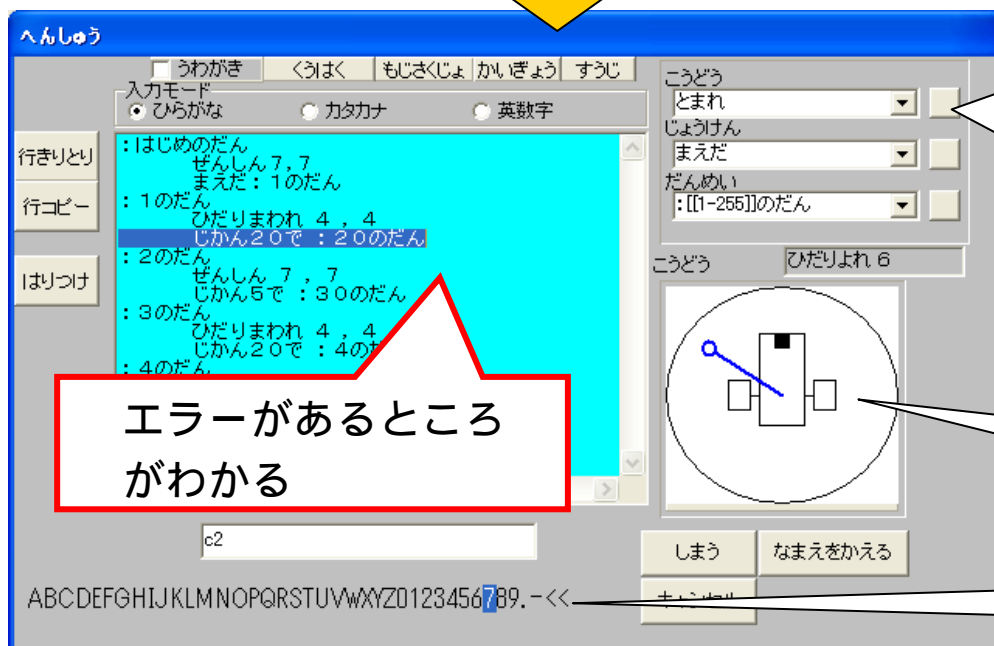 へんしゅう
うわがき くうはく もじさくじょ かいぎょう すうじ
入力モード
ひらがな カタカナ 英数字
行きりとり
行コピー
はりつけ
:はじめのだん
ぜんしん７,７
まえだ:１のだん
:１のだん
ひだりまわれ ４ , ４
じかん２０で :２０のだん
:２のだん
ぜんしん ７ , ７
じかん５で :３０のだん
:３のだん
ひだりまわれ ４ , ４
じかん２０で :４のだ
:４のだん
エラーがあるところ
がわかる
こうどう
とまれ
じょうけん
まえだ
だんめい
:[[1-255]]のだん
こうどう ひだりよれ 6
c2
しまう なまえをかえる
キャンセル
ABCDEFGHIJKLMNOPQRSTUVWXYZ0123456789.-<<